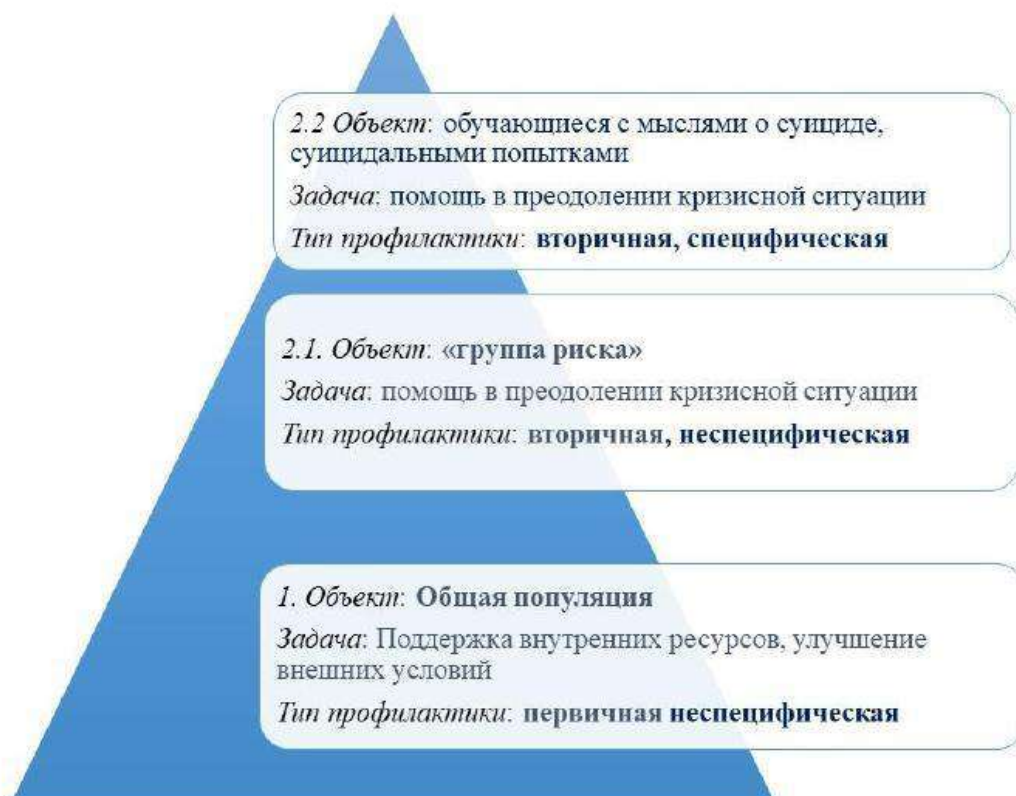 2.2 Объект: обучающиеся с мыслями о суициде,
суицидальными попытками
Задача: помощь в преодолении кризисной ситуации
Тип профилактики: вторичная, специфическая
2.1. Объект: «группа риска»
Задача: помощь в преодолении кризисной ситуации
Тип профилактики: вторичная, неспецифическая
1. Объект: Общая популяция
Задача: Поддержка внутренних ресурсов, улучшение
внешних условий
Тип профилактики: первичная неспецифическая